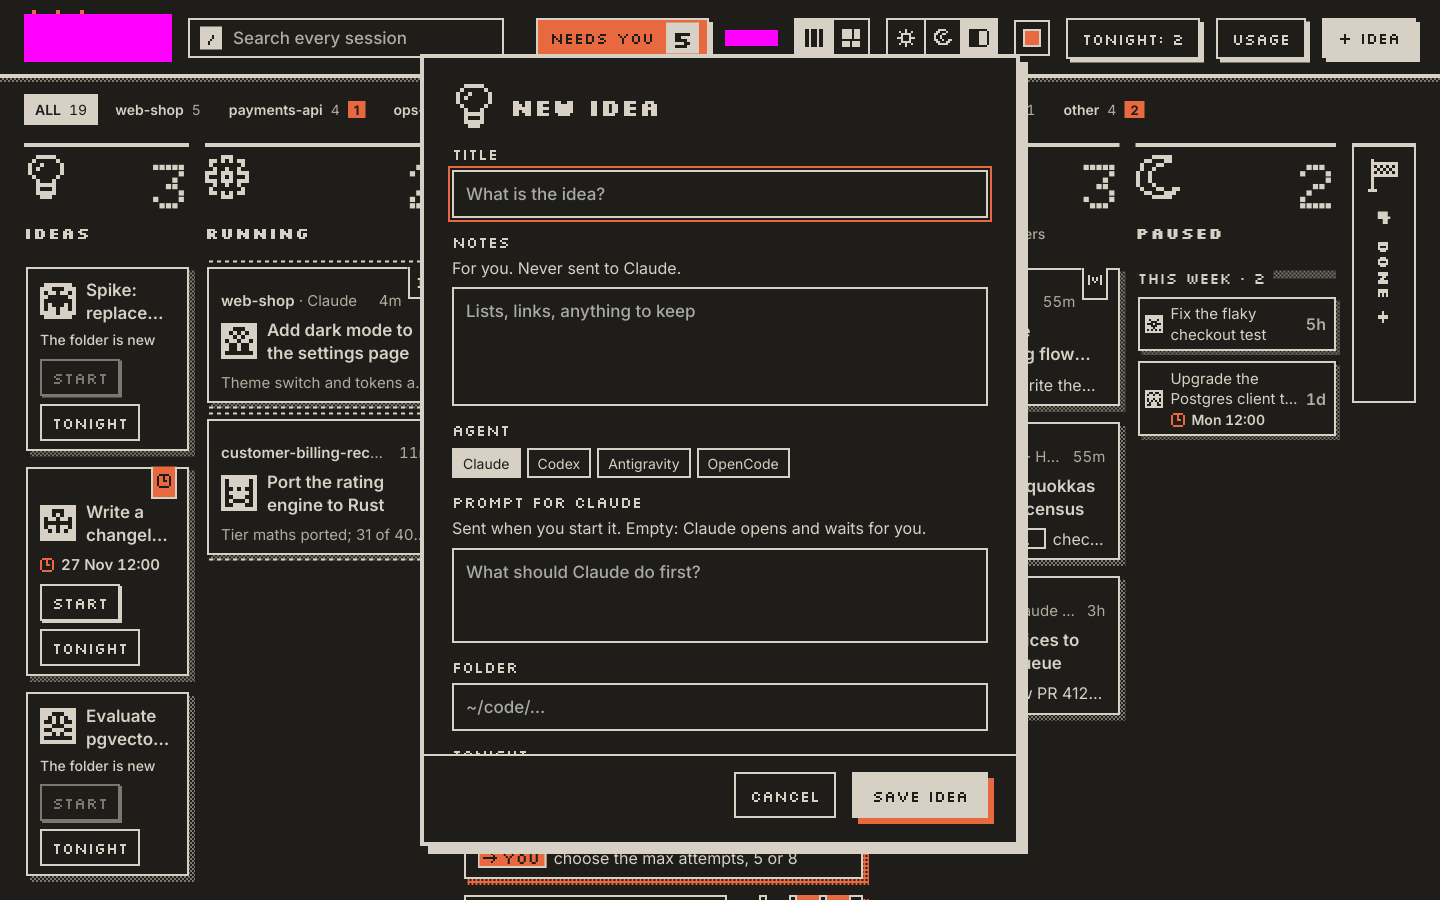 / Search every session
NEEDS YOU 5
TONIGHT: 2
USAGE
+ IDEA
ALL 19
web-shop 5
payments-api 4 1
ops-
1
other 4 2
3
IDEAS
RUNNING
3
ers
2
PAUSED
4 DONE +
Spike:
replace...
The folder is new
START
TONIGHT
Write a
changel...
27 Nov 12:00
START
TONIGHT
Evaluate
pgvecto...
The folder is new
START
TONIGHT
web-shop · Claude 4m
Add dark mode to
the settings page
Theme switch and tokens a...
customer-billing-rec... 11
Port the rating
engine to Rust
Tier maths ported; 31 of 40...
NEW IDEA
TITLE
What is the idea?
NOTES
For you. Never sent to Claude.
Lists, links, anything to keep
AGENT
Claude
Codex
Antigravity
OpenCode
PROMPT FOR CLAUDE
Sent when you start it. Empty: Claude opens and waits for you.
What should Claude do first?
FOLDER
~/code/...
TONIGHT
CANCEL
SAVE IDEA
→ YOU choose the max attempts, 5 or 8
55m
g flow...
rite the...
· H... 55m
quokkas
census
chec...
aude ... 3h
ices to
ueue
PR 412...
THIS WEEK · 2
Fix the flaky
checkout test
5h
Upgrade the
Postgres client t...
1d
Mon 12:00